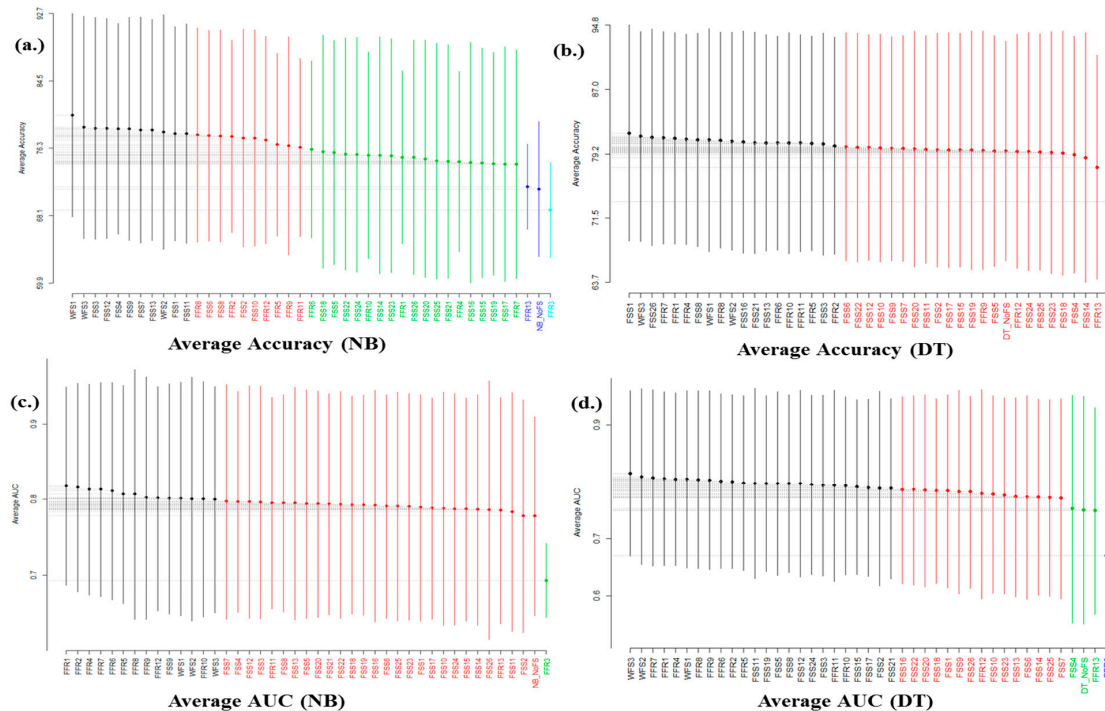 (a.)
Average Accuracy
92.7
84.5
76.3
68.1
59.9
WFS1 WFS3 FSS3 FSS12 FSS4 FSS9 FSS7 FSS13 WFS2 FSS1 FSS11 FFR8 FSS6 FSS8 FFR2 FSS2 FSS10 FFR12 FFR5 FFR9 FFR11 FFR6 FSS18 FSS5 FSS22 FSS24 FFR10 FSS14 FSS23 FFR1 FSS26 FSS20 FSS25 FSS21 FFR4 FSS16 FSS15 FSS19 FSS17 FFR7 FFR13 NB_NoFS FFR3
Average Accuracy (NB)
(b.)
Average Accuracy
94.8
87.0
79.2
71.5
63.7
FSS1 WFS3 FSS26 FFR7 FFR1 FFR4 FSS8 WFS1 FFR8 WFS2 FSS16 FSS21 FSS13 FFR6 FFR10 FFR11 FFR5 FSS3 FFR2 FSS6 FSS22 FSS12 FSS10 FSS9 FSS7 FSS20 FSS11 FSS2 FSS17 FSS15 FSS19 FFR9 FSS5 DT_NoFS FFR12 FSS24 FSS25 FSS23 FSS18 FSS4 FSS14 FFR13
Average Accuracy (DT)
(c.)
Average AUC
0.9
0.8
0.7
FFR1 FFR2 FFR4 FFR7 FFR6 FFR5 FFR8 FFR9 FFR12 FSS9 WFS1 WFS2 FFR10 WFS3 FSS7 FSS4 FSS12 FSS3 FFR11 FSS8 FSS13 FSS5 FSS20 FSS21 FSS22 FSS18 FSS19 FSS16 FSS6 FSS25 FSS23 FSS1 FSS17 FSS10 FSS24 FSS15 FSS14 FSS26 FFR13 FSS11 FSS2 NB_NoFS FFR3
Average AUC (NB)
(d.)
Average AUC
0.9
0.7
0.6
WFS3 WFS2 FFR7 FFR1 FFR4 WFS1 FFR8 FFR9 FFR6 FFR2 FFR5 FSS11 FSS19 FSS5 FSS8 FSS12 FSS24 FSS3 FFR11 FFR10 FSS15 FSS17 FSS2 FSS21 FSS16 FSS22 FSS20 FSS18 FSS1 FSS9 FSS26 FFR12 FSS10 FSS23 FSS13 FSS6 FSS14 FSS25 FSS7 FSS4 DT_NoFS FFR13
Average AUC (DT)